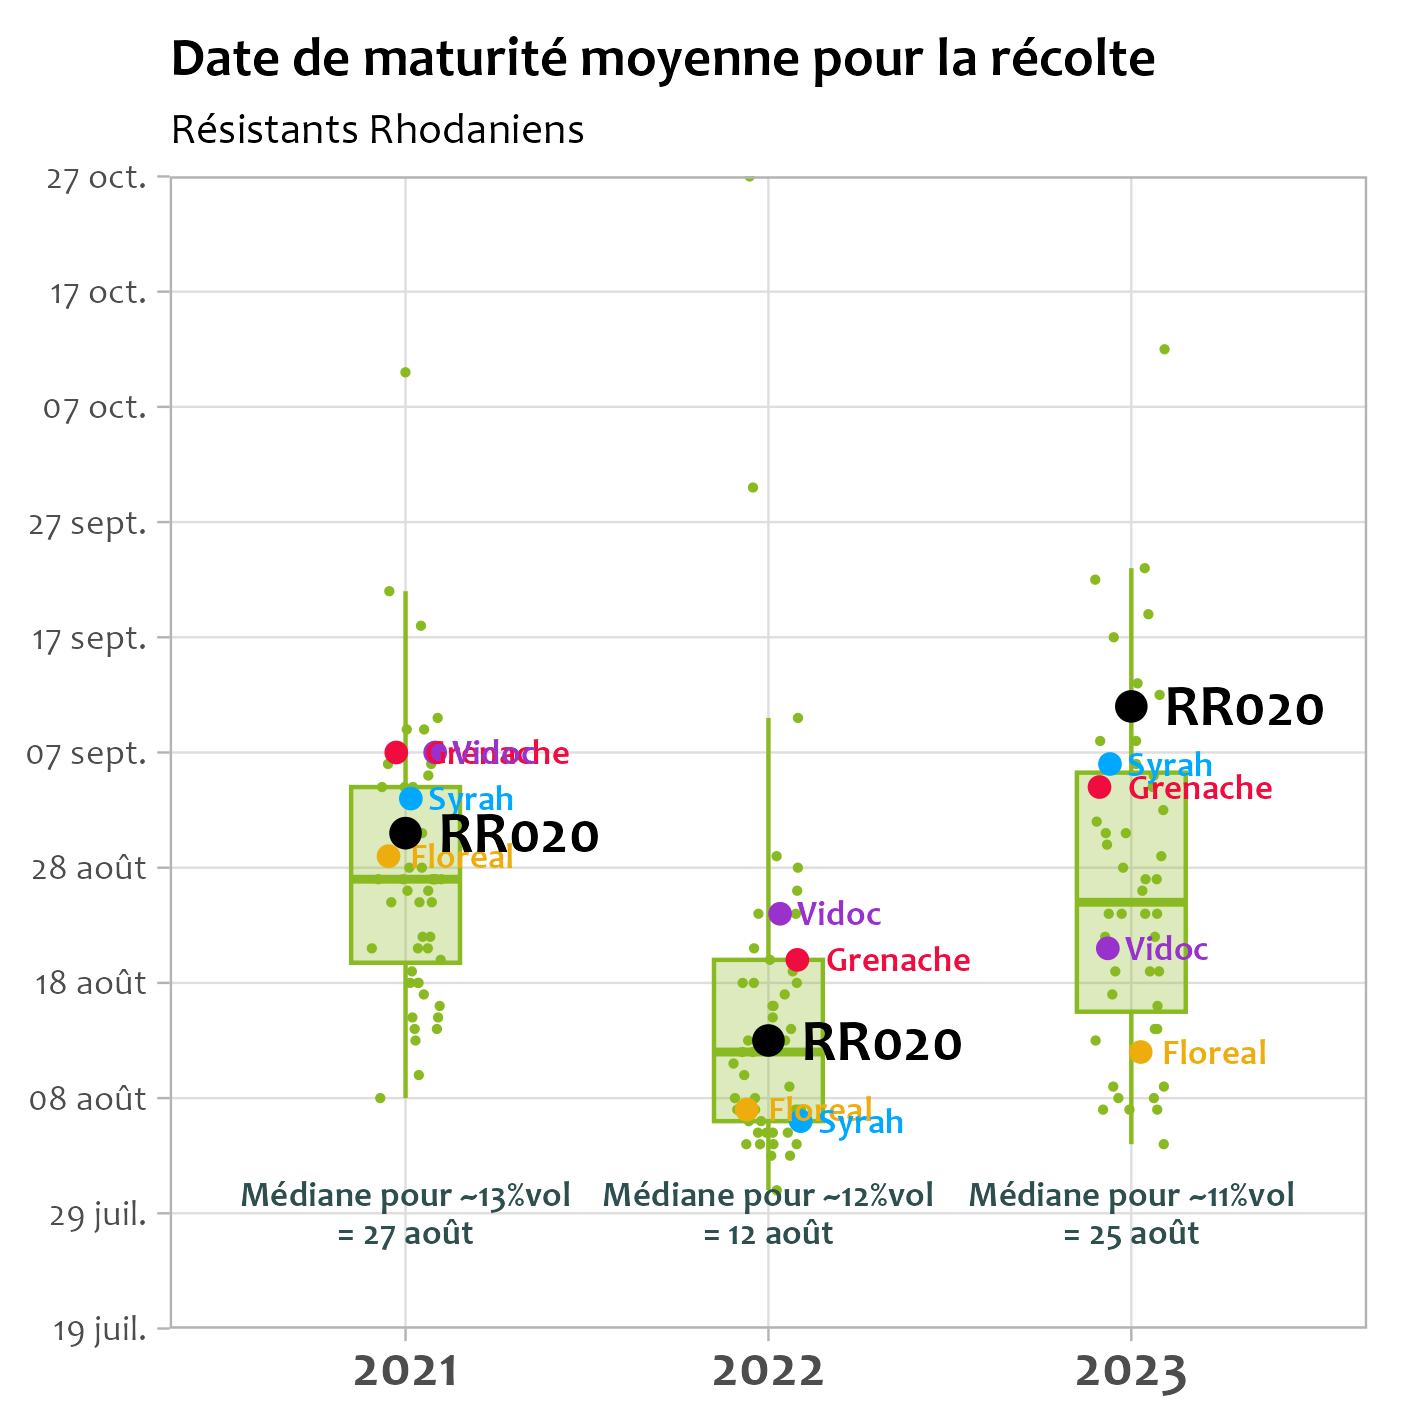 Date de maturité moyenne pour la récolte
Résistants Rhodaniens
27 oct.
17 oct.
07 oct.
27 sept.
17 sept.
07 sept.
28 août
18 août
08 août
29 juil.
19 juil.
Grenache
Vidoc
Syrah
RR020
Floreal
Vidoc
Grenache
RR020
Floreal
Syrah
RR020
Syrah
Grenache
Vidoc
Floreal
Médiane pour ~13%vol
= 27 août
Médiane pour ~12%vol
= 12 août
Médiane pour ~11%vol
= 25 août
2021
2022
2023